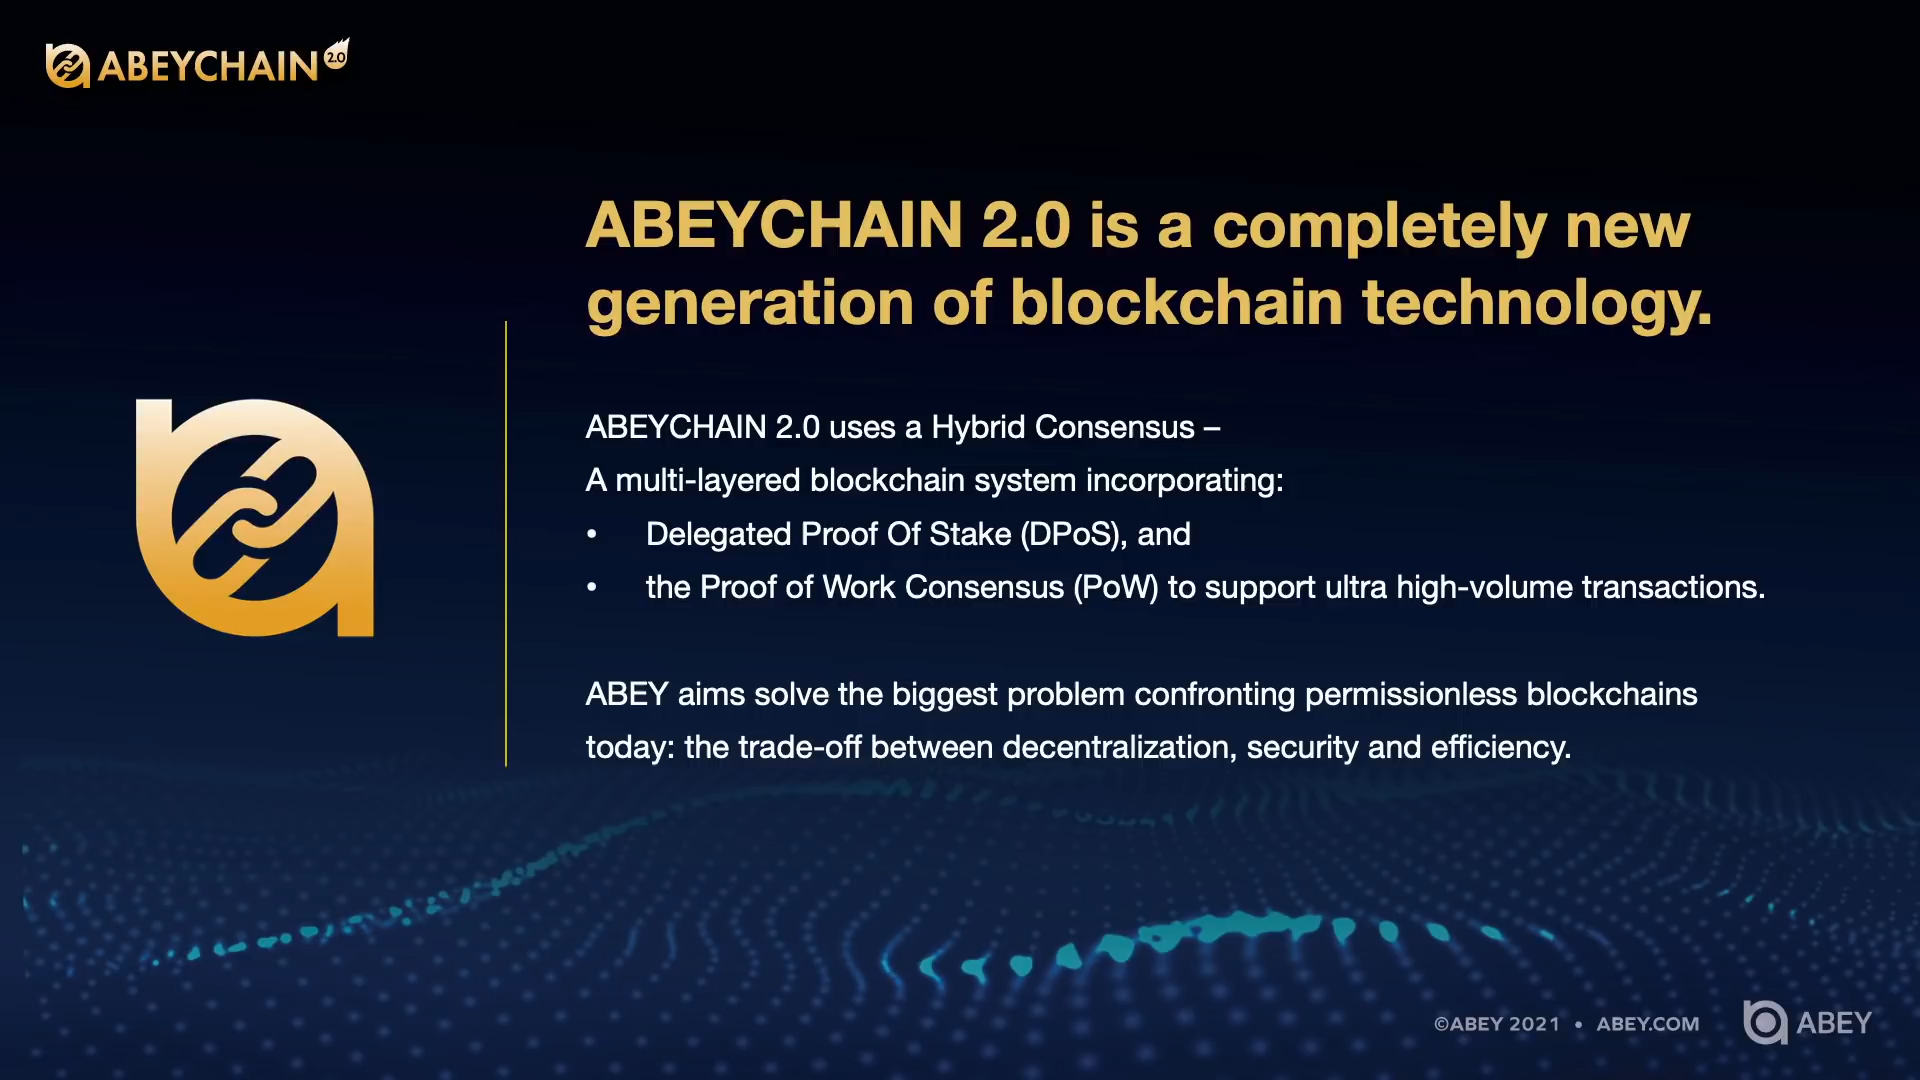 ABEYCHAIN 2.0
ABEYCHAIN 2.0 is a completely new
generation of blockchain technology.
ABEYCHAIN 2.0 uses a Hybrid Consensus –
A multi-layered blockchain system incorporating:
• Delegated Proof Of Stake (DPoS), and
• the Proof of Work Consensus (PoW) to support ultra high-volume transactions.
ABEY aims solve the biggest problem confronting permissionless blockchains
today: the trade-off between decentralization, security and efficiency.
©ABEY 2021 • ABEY.COM ABEY